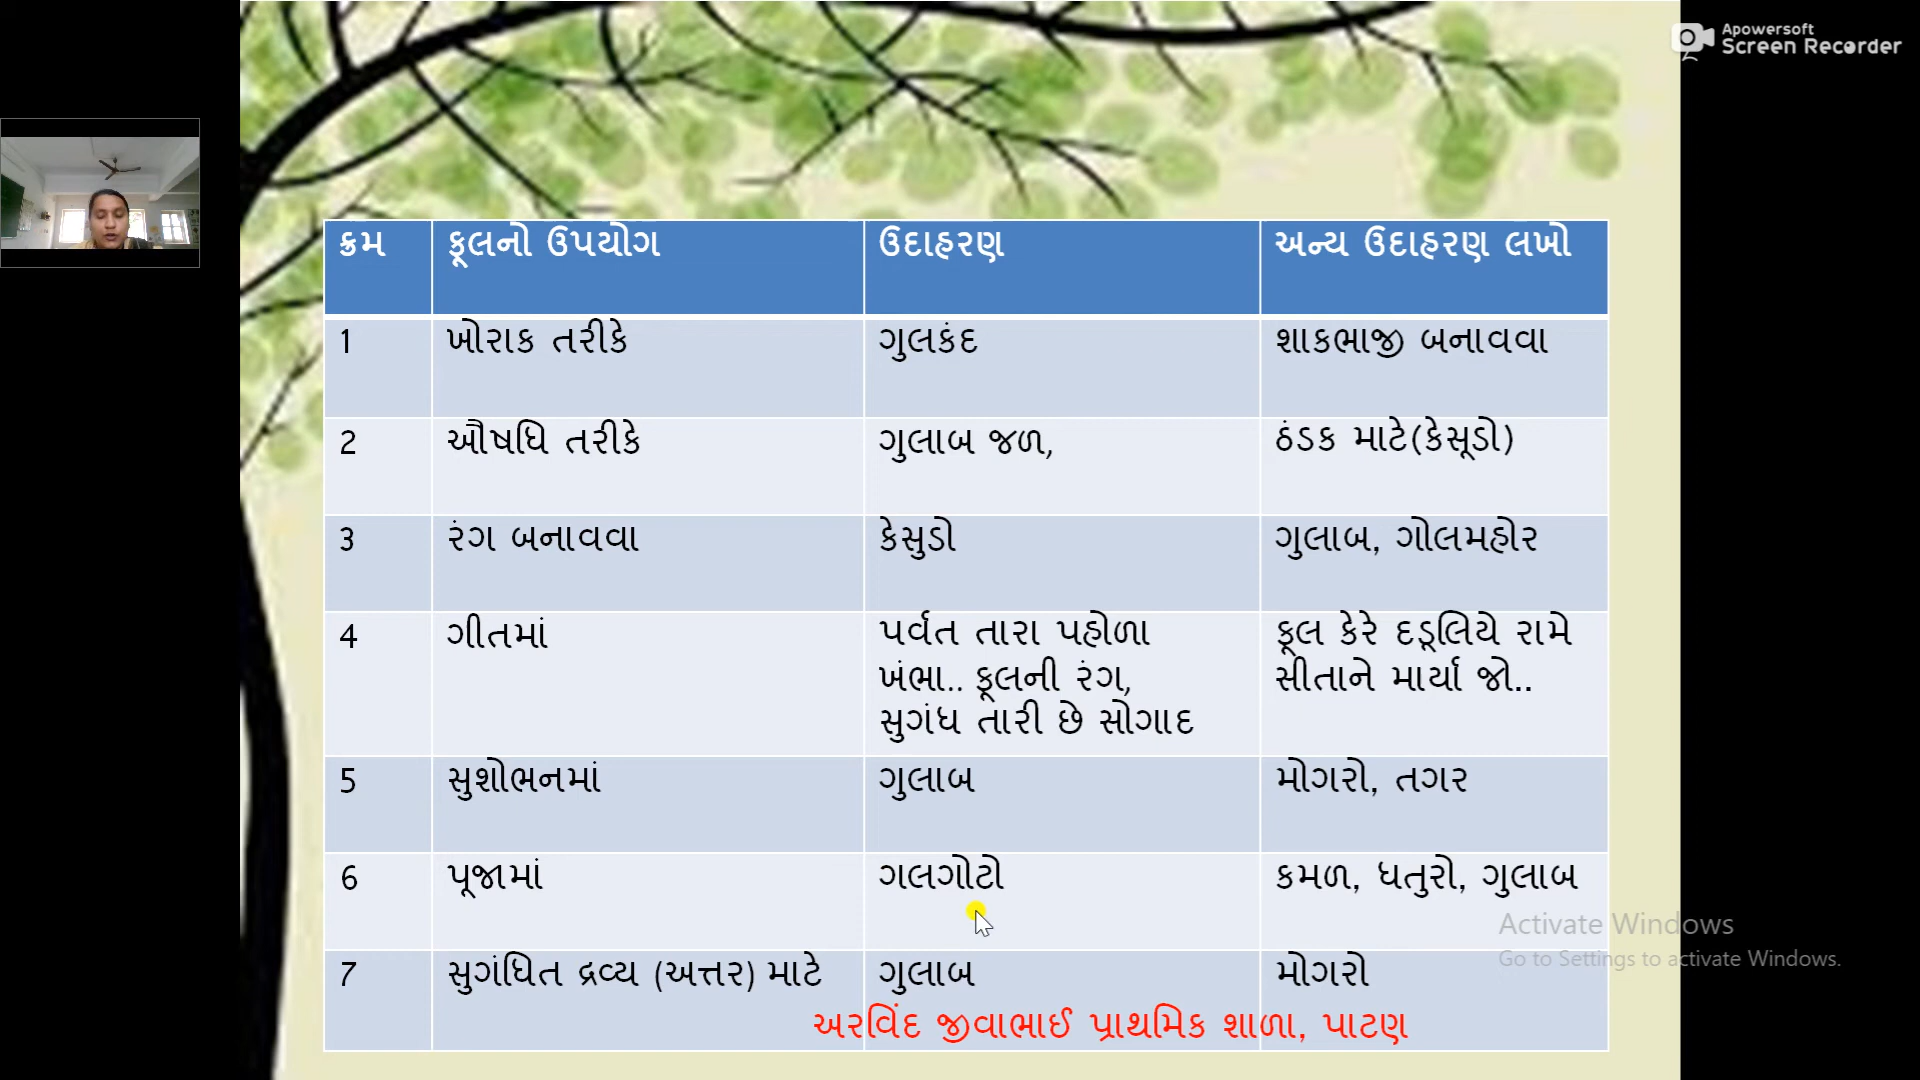 Apowersoft
Screen Recorder
ક્રમ ફૂલનો ઉપયોગ ઉદાહરણ અન્ય ઉદાહરણ લખો
1 ખોરાક તરીકે ગુલકંદ શાકભાજી બનાવવા
2 ઔષધિ તરીકે ગુલાબ જળ, ઠંડક માટે(કેસૂડો)
3 રંગ બનાવવા કેસુડો ગુલાબ, ગોલમહોર
4 ગીતમાં પર્વત તારા પહોળા ફૂલ કેરે દડૂલિયે રામે
ખંભા.. ફૂલની રંગ, સીતાને માર્યા જો..
સુગંધ તારી છે સોગાદ
5 સુશોભનમાં ગુલાબ મોગરો, તગર
6 પૂજામાં ગલગોટો કમળ, ધતુરો, ગુલાબ
Activate Windows
Go to Settings to activate Windows.
7 સુગંધિત દ્રવ્ય (અત્તર) માટે ગુલાબ મોગરો
અરવિંદ જીવાભાઈ પ્રાથમિક શાળા, પાટણ